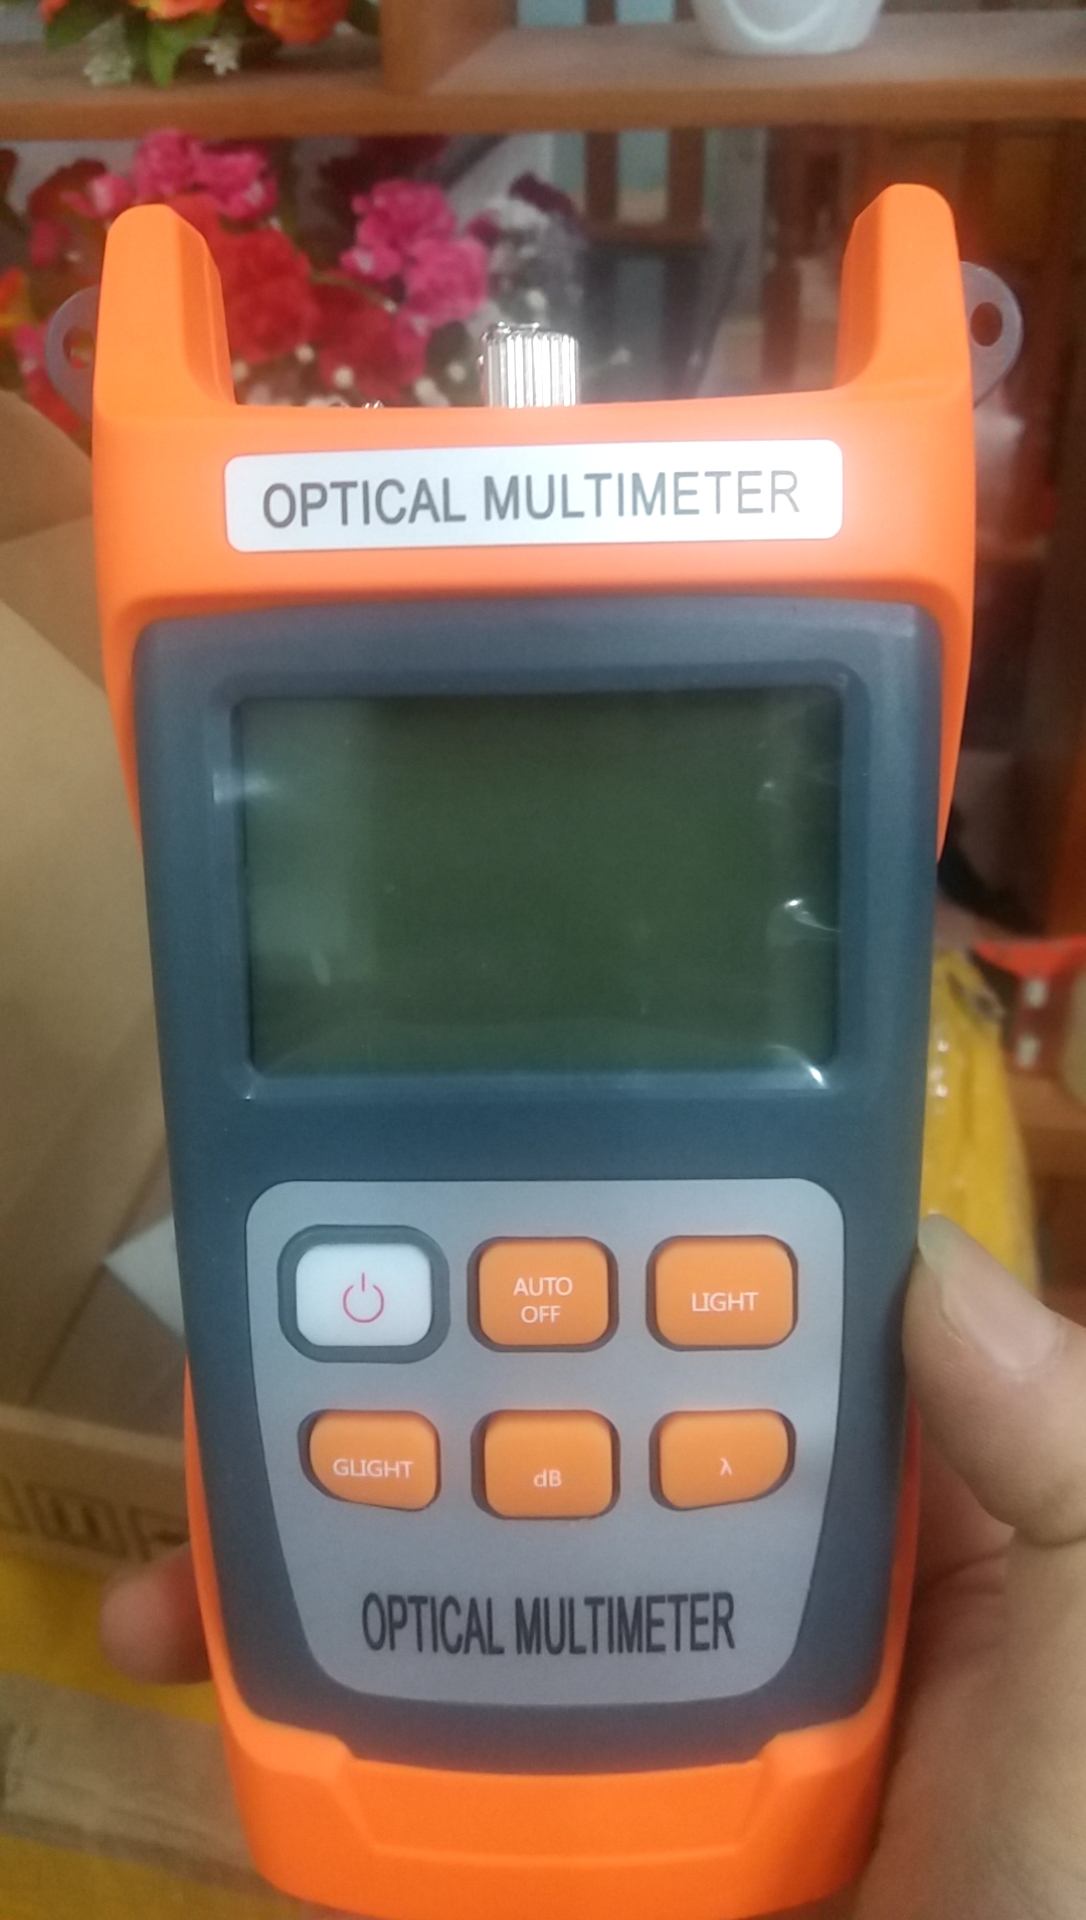 OPTICAL MULTIMETER
AUTO
OFF
LIGHT
GLIGHT
dB
λ
OPTICAL MULTIMETER